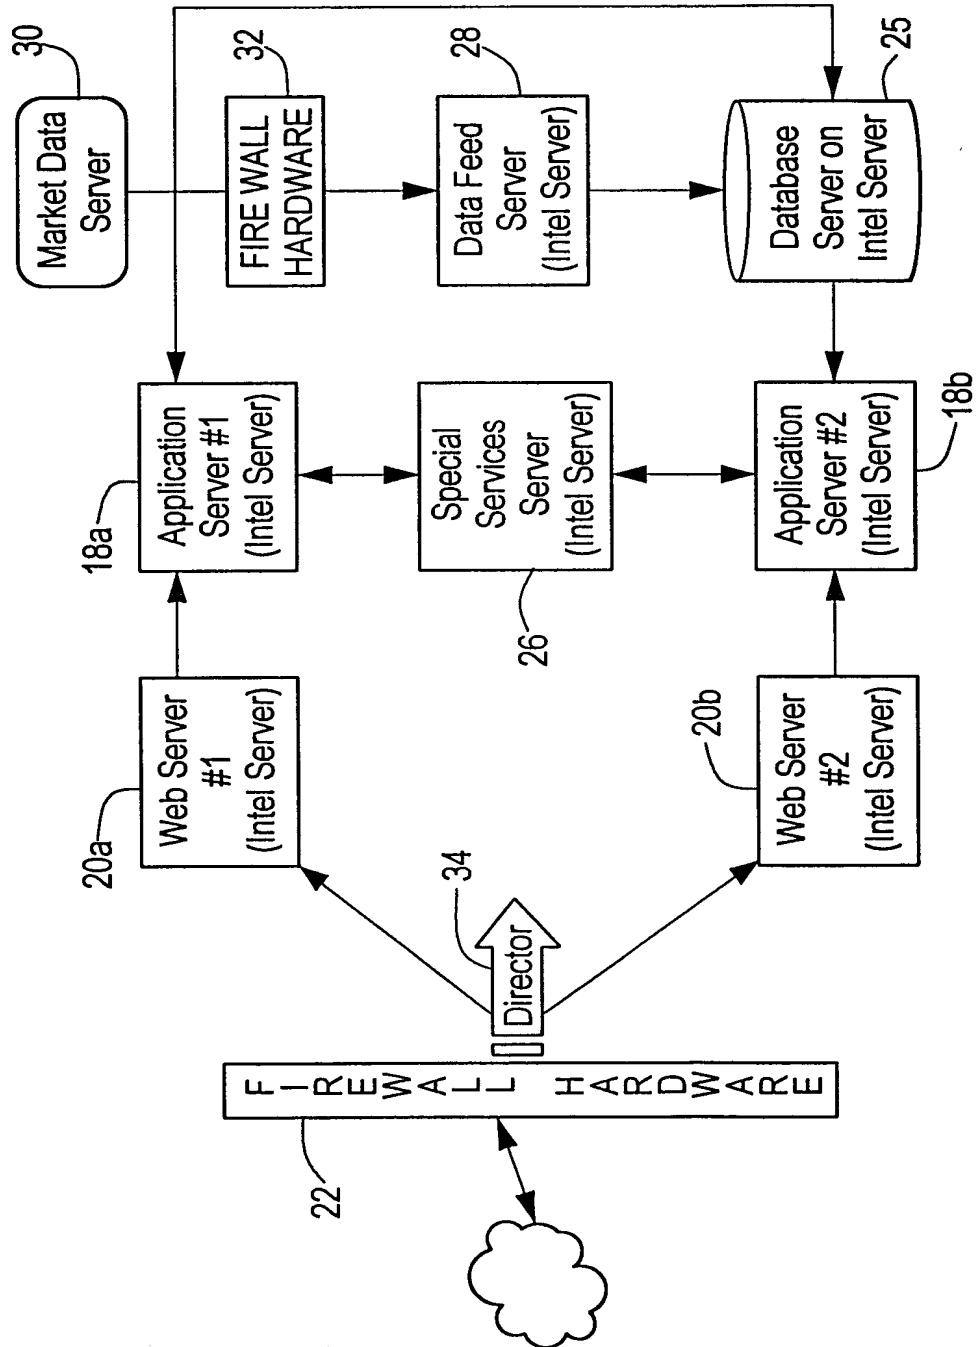 30
Market Data
Server
18a
Application
Server #1
(Intel Server)
20a
Web Server
#1
(Intel Server)
32
FIRE WALL
HARDWARE
22
FIREWALL HARDWARE
34
Director
28
Data Feed
Server
(Intel Server)
26
Special
Services
Server
(Intel Server)
20b
Web Server
#2
(Intel Server)
Application
Server #2
(Intel Server)
18b
Database
Server on
Intel Server
25